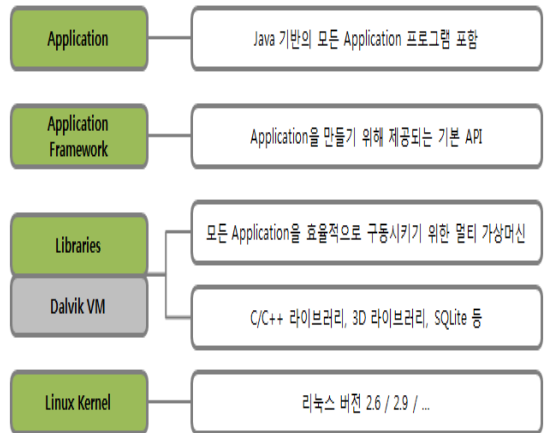 Application
Java 기반의 모든 Application 프로그램 포함
Application
Framework
Application을 만들기 위해 제공되는 기본 API
Libraries
모든 Application을 효율적으로 구동시키기 위한 멀티 가상머신
Dalvik VM
C/C++ 라이브러리, 3D 라이브러리, SQLite 등
Linux Kernel
리눅스 버전 2.6 / 2.9 / ...